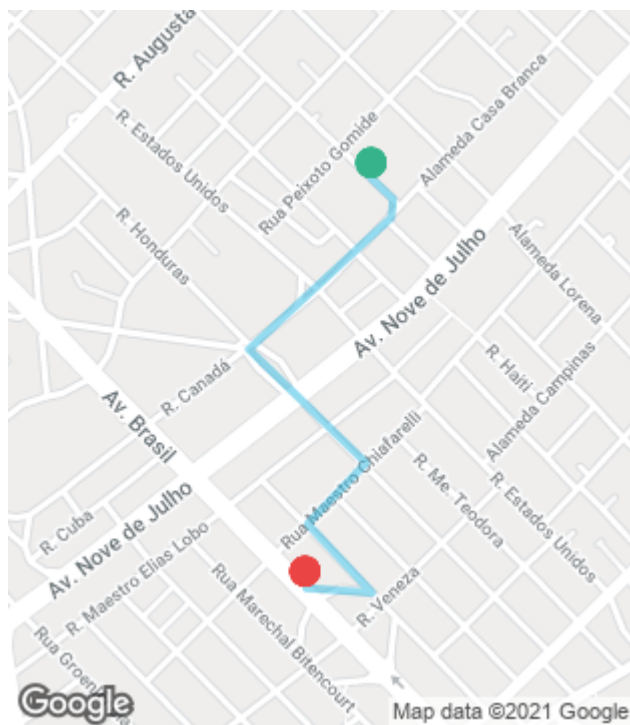 R. Augusta
R. Estados Unidos
Rua Peixoto Gomide
Alameda Casa Branca
R. Honduras
Av. Nove de Julho
Alameda Lorena
R. Canadá
R. Haiti
Alameda Campinas
Av. Brasil
Rua Maestro Chiafarelli
R. Me. Teodora
R. Estados Unidos
R. Cuba
Av. Nove de Julho
R. Maestro Elias Lobo
Rua Marechal Bitencourt
R. Veneza
Google
Map data ©2021 Google